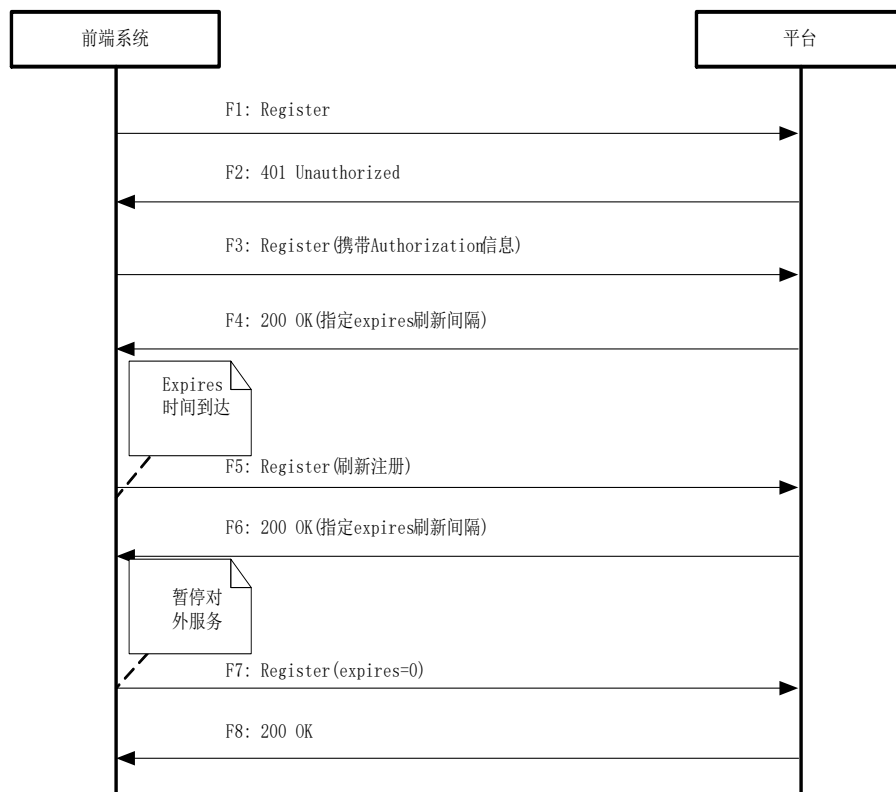 前端系统
平台
F1: Register
F2: 401 Unauthorized
F3: Register(携带Authorization信息)
F4: 200 OK(指定expires刷新间隔)
Expires
时间到达
F5: Register(刷新注册)
F6: 200 OK(指定expires刷新间隔)
暂停对
外服务
F7: Register(expires=0)
F8: 200 OK